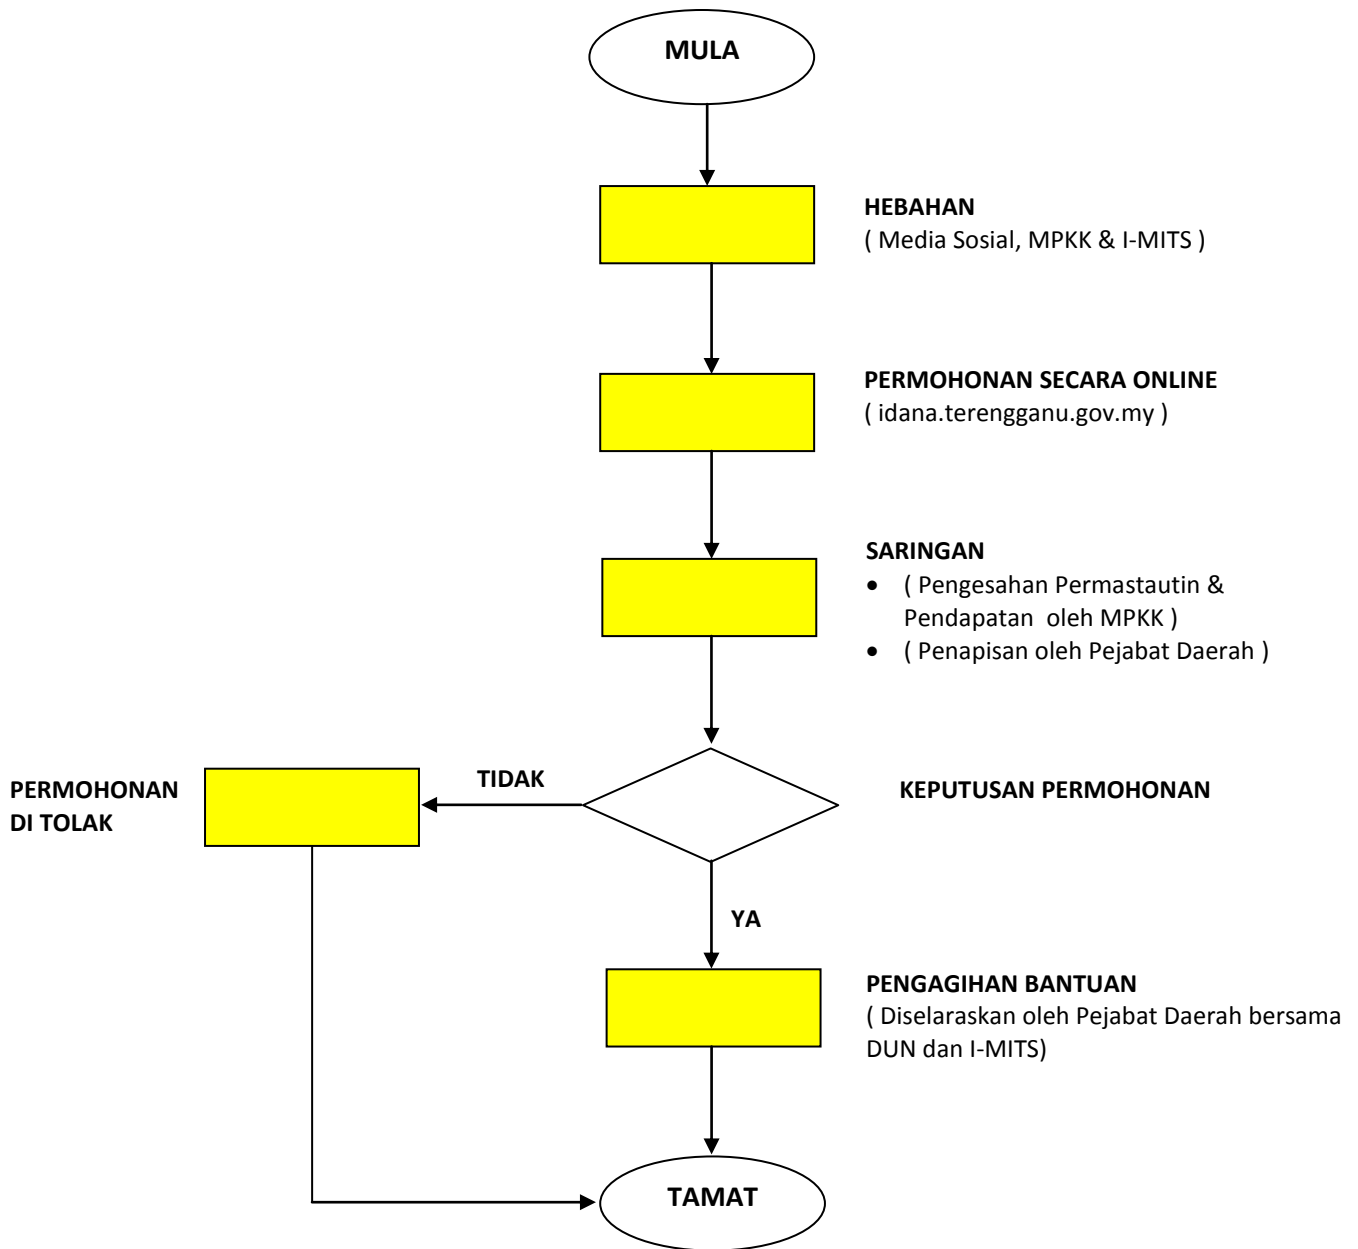 MULA
HEBAHAN
( Media Sosial, MPKK & I-MITS )
PERMOHONAN SECARA ONLINE
( idana.terengganu.gov.my )
SARINGAN
• ( Pengesahan Permastautin &
Pendapatan oleh MPKK )
• ( Penapisan oleh Pejabat Daerah )
KEPUTUSAN PERMOHONAN
TIDAK
PERMOHONAN
DI TOLAK
YA
PENGAGIHAN BANTUAN
( Diselaraskan oleh Pejabat Daerah bersama
DUN dan I-MITS)
TAMAT